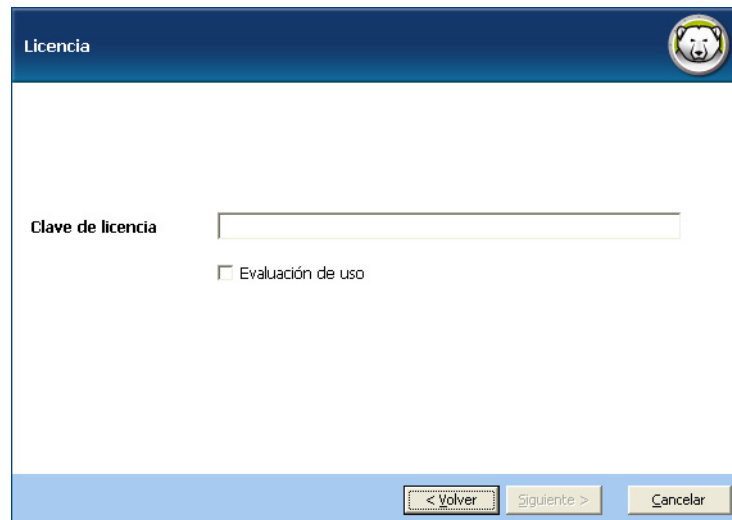 Licencia
Clave de licencia
Evaluación de uso
< Volver
Siguiente >
Cancelar